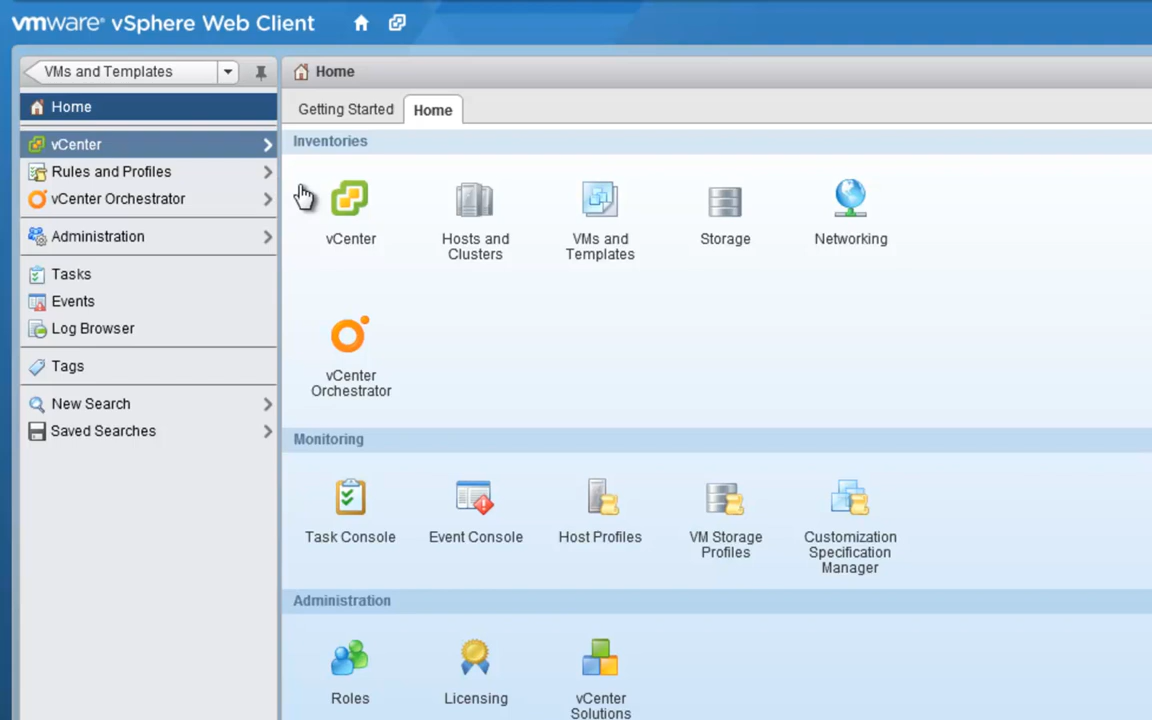 vmware® vSphere Web Client
VMs and Templates
Home
vCenter
Rules and Profiles
vCenter Orchestrator
Administration
Tasks
Events
Log Browser
Tags
New Search
Saved Searches
Home
Getting Started
Home
Inventories
vCenter
Hosts and
Clusters
VMs and
Templates
Storage
Networking
vCenter
Orchestrator
Monitoring
Task Console
Event Console
Host Profiles
VM Storage
Profiles
Customization
Specification
Manager
Administration
Roles
Licensing
vCenter
Solutions